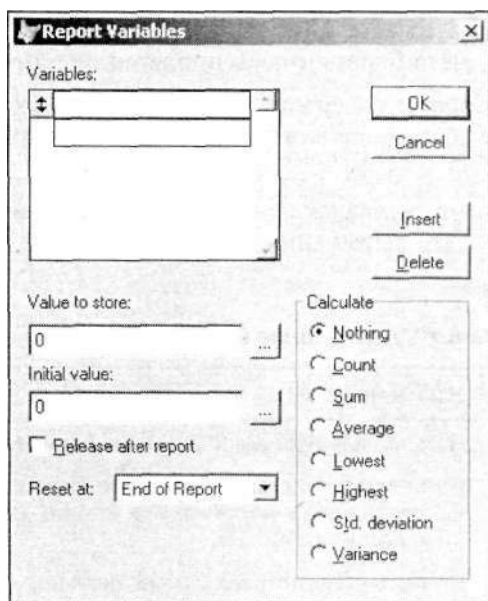 Report Variables
Variables:
OK
Cancel
Insert
Delete
Value to store:
0
...
Initial value:
0
...
Release after report
Reset at: End of Report
Calculate
Nothing
Count
Sum
Average
Lowest
Highest
Std. deviation
Variance